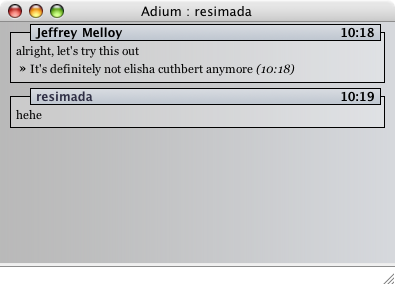 Adium : resimada
Jeffrey Melloy 10:18
alright, let's try this out
» It's definitely not elisha cuthbert anymore (10:18)
resimada 10:19
hehe